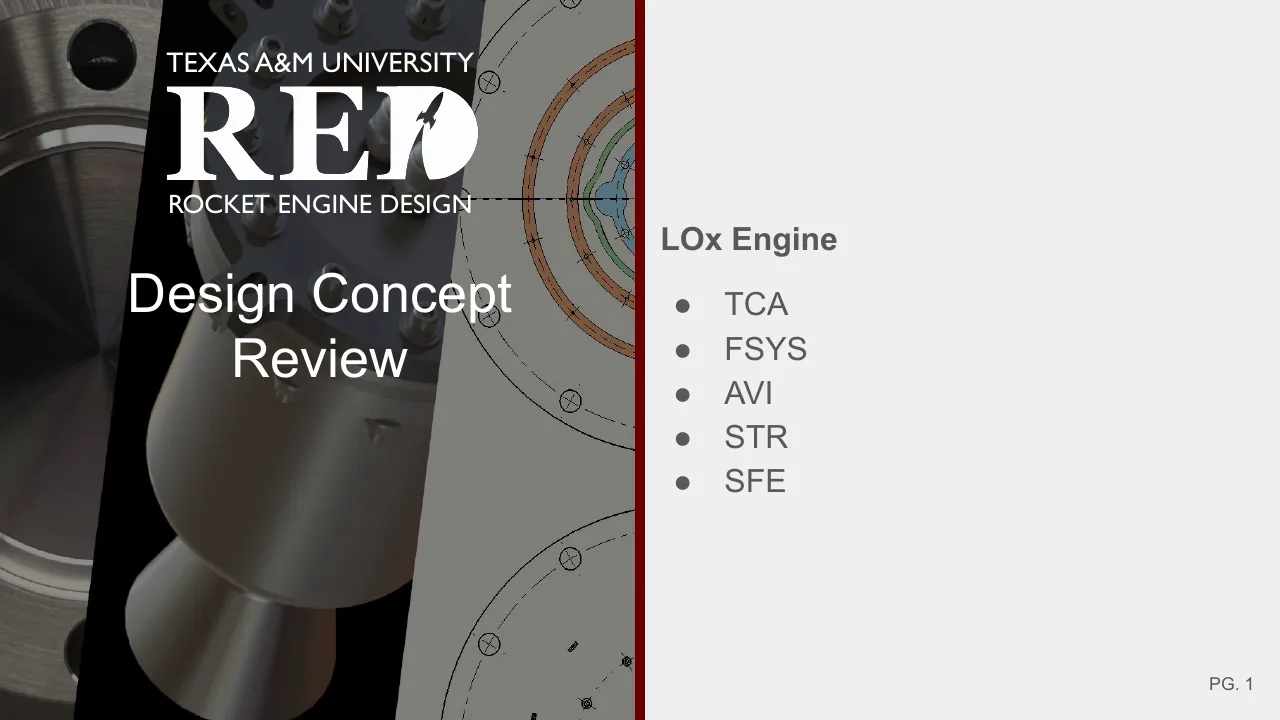 TEXAS A&M UNIVERSITY
RED
ROCKET ENGINE DESIGN
Design Concept
Review
LOx Engine
● TCA
● FSYS
● AVI
● STR
● SFE
PG. 1